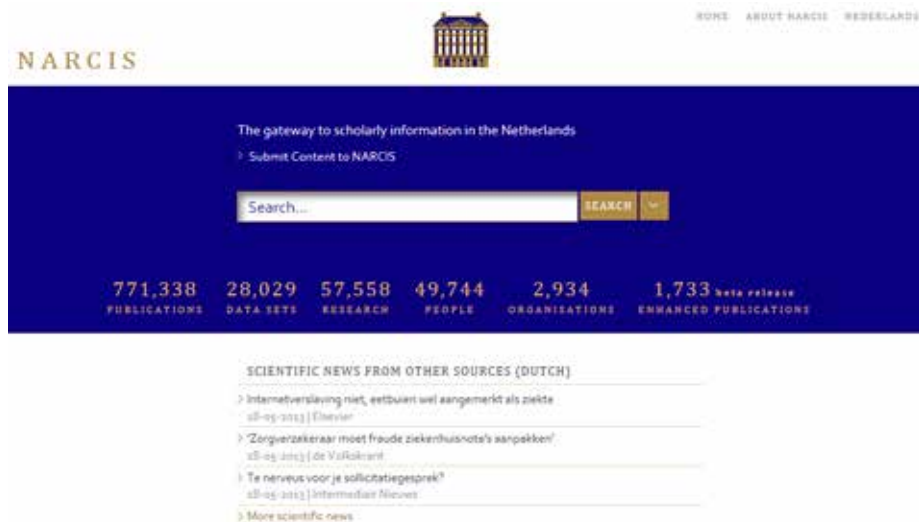 HOME ABOUT NARCIS NEDERLANDS
NARCIS
The gateway to scholarly information in the Netherlands
› Submit Content to NARCIS
Search... SEARCH
771,338 28,029 57,558 49,744 2,934 1,733 beta release
PUBLICATIONS DATA SETS RESEARCH PEOPLE ORGANISATIONS ENHANCED PUBLICATIONS
SCIENTIFIC NEWS FROM OTHER SOURCES (DUTCH)
› Internetverslaving niet, eetbuien wel aangemerkt als ziekte
18-05-2013 | Elsevier
› 'Zorgverzekeraar moet fraude ziekenhuisnota's aanpakken'
18-05-2013 | de Volkskrant
› Te nerveus voor je sollicitatiegesprek?
18-05-2013 | Intermediair Nieuws
› More scientific news